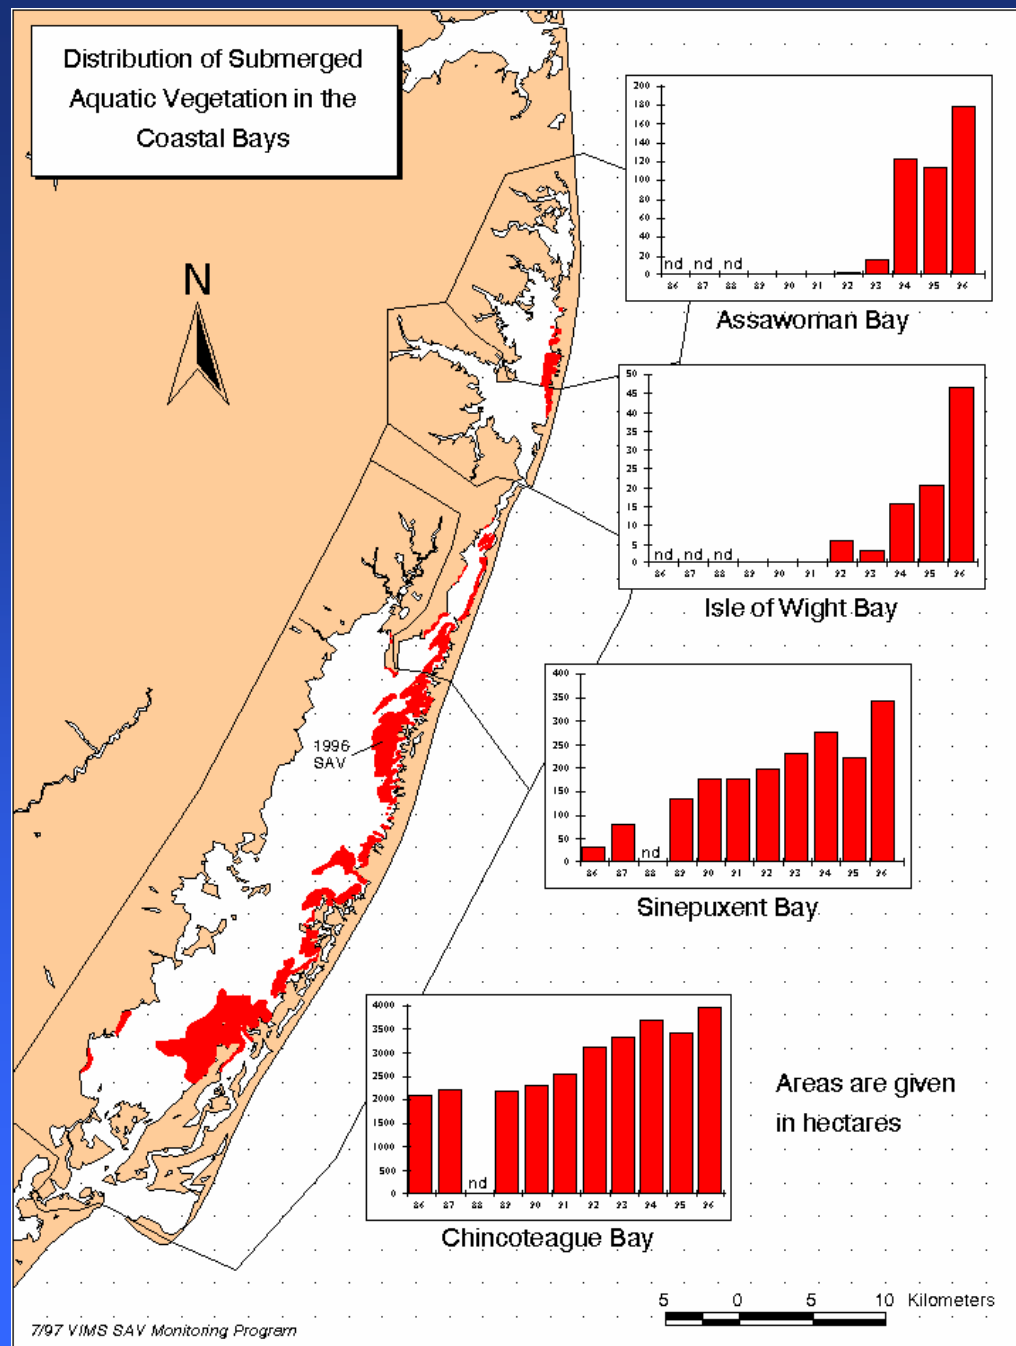 Distribution of Submerged
Aquatic Vegetation in the
Coastal Bays
N
200
180
160
140
120
100
80
60
40
20
0
nd nd nd
86 87 88 89 90 91 92 93 94 95 96
Assawoman Bay
50
45
40
35
30
25
20
15
10
5
0
nd nd nd
86 87 88 89 90 91 92 93 94 95 96
Isle of Wight Bay
400
350
300
250
200
150
100
50
0
nd
86 87 88 89 90 91 92 93 94 95 96
Sinepuxent Bay
1996
SAV
4000
3500
3000
2500
2000
1500
1000
500
0
nd
86 87 88 89 90 91 92 93 94 95 96
Chincoteague Bay
Areas are given
in hectares
5 0 5 10 Kilometers
7/97 VIMS SAV Monitoring Program